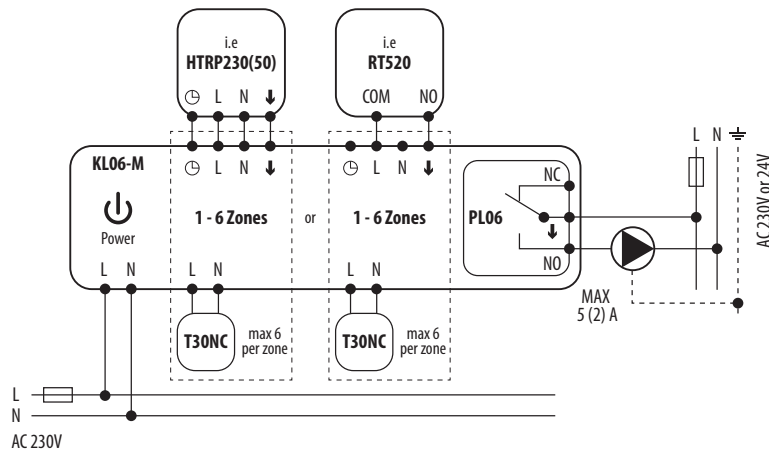 i.e
HTRP230(50)
L N
i.e
RT520
COM NO
KL06-M
Power
L N
L N
1 - 6 Zones
or
L N
1 - 6 Zones
L N
L N
T30NC
max 6
per zone
T30NC
max 6
per zone
PL06
NC
NO
MAX
5 (2) A
L N
AC 230V or 24V
L
N
AC 230V